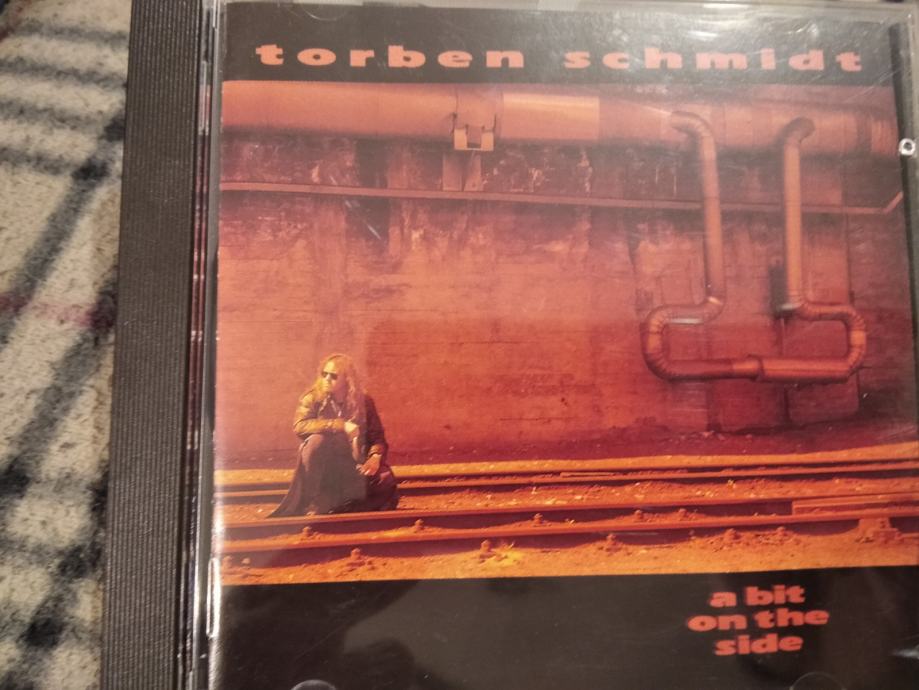 torben schmidt
a bit
on the
side